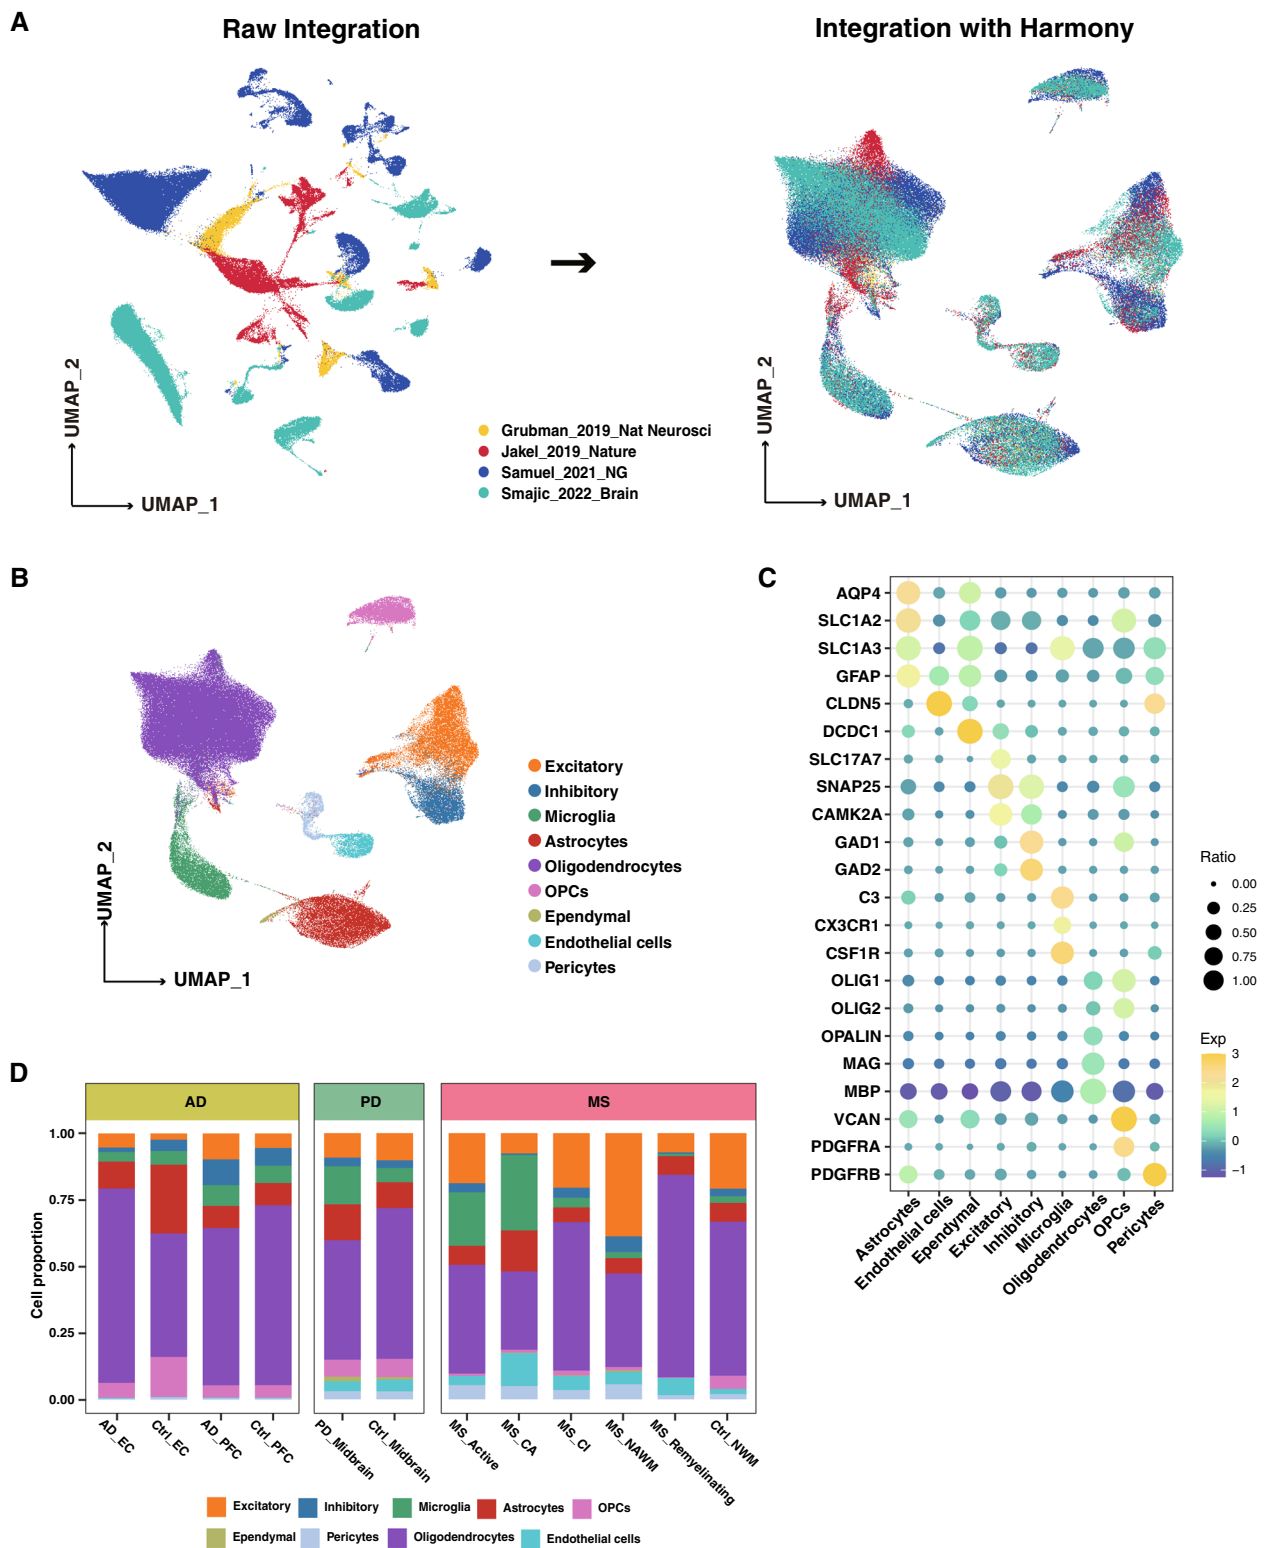 A
Raw Integration
Integration with Harmony
UMAP_2
UMAP_1
Grubman_2019_Nat Neurosci
Jakel_2019_Nature
Samuel_2021_NG
Smajic_2022_Brain
UMAP_2
UMAP_1
B
UMAP_2
UMAP_1
Excitatory
Inhibitory
Microglia
Astrocytes
Oligodendrocytes
OPCs
Ependymal
Endothelial cells
Pericytes
C
AQP4
SLC1A2
SLC1A3
GFAP
CLDN5
DCDC1
SLC17A7
SNAP25
CAMK2A
GAD1
GAD2
C3
CX3CR1
CSF1R
OLIG1
OLIG2
OPALIN
MAG
MBP
VCAN
PDGFRA
PDGFRB
Astrocytes
Endothelial cells
Ependymal
Excitatory
Inhibitory
Microglia
Oligodendrocytes
OPCs
Pericytes
Ratio
0.00
0.25
0.50
0.75
1.00
Exp
3
2
1
0
−1
D
AD
PD
MS
Cell proportion
1.00
0.75
0.50
0.25
0.00
AD_EC
Ctrl_EC
AD_PFC
Ctrl_PFC
PD_Midbrain
Ctrl_Midbrain
MS_Active
MS_CA
MS_CI
MS_NAWM
MS_Remyelinating
Ctrl_NWM
Excitatory
Inhibitory
Microglia
Astrocytes
OPCs
Ependymal
Pericytes
Oligodendrocytes
Endothelial cells